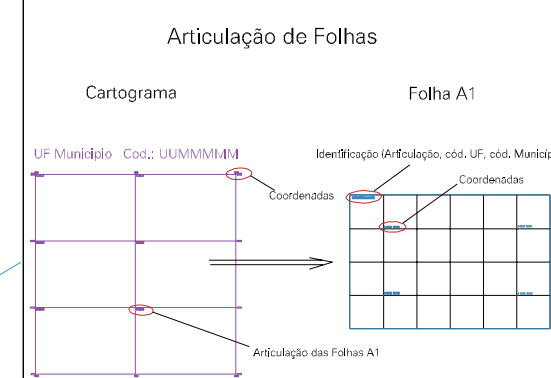 Articulação de Folhas
Cartograma
Folha A1
UF Municipio Cod.: UUMMMMM
Identificação (Articulação, cód. UF, cód. Municíp
Coordenadas
Coordenadas
Articulação das Folhas A1